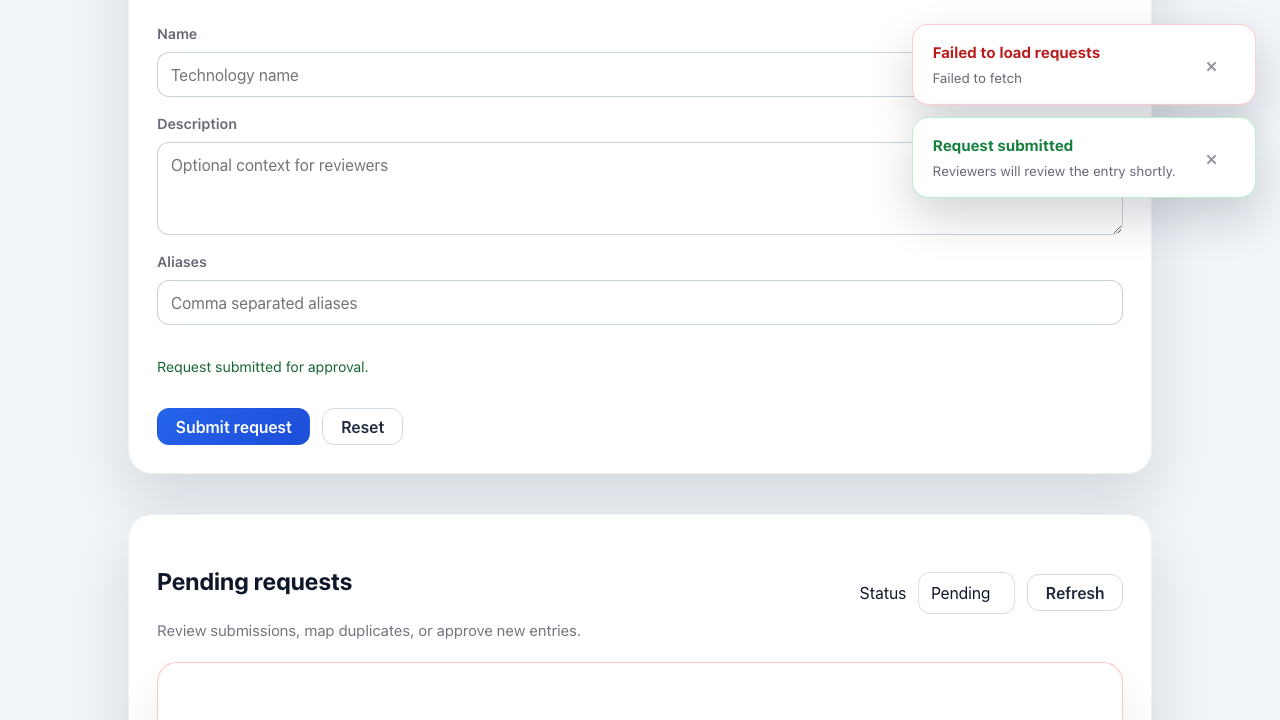 Name
Technology name
Description
Optional context for reviewers
Aliases
Comma separated aliases
Request submitted for approval.
Submit request
Reset
Failed to load requests
Failed to fetch
×
Request submitted
Reviewers will review the entry shortly.
×
Pending requests
Status
Pending
Refresh
Review submissions, map duplicates, or approve new entries.